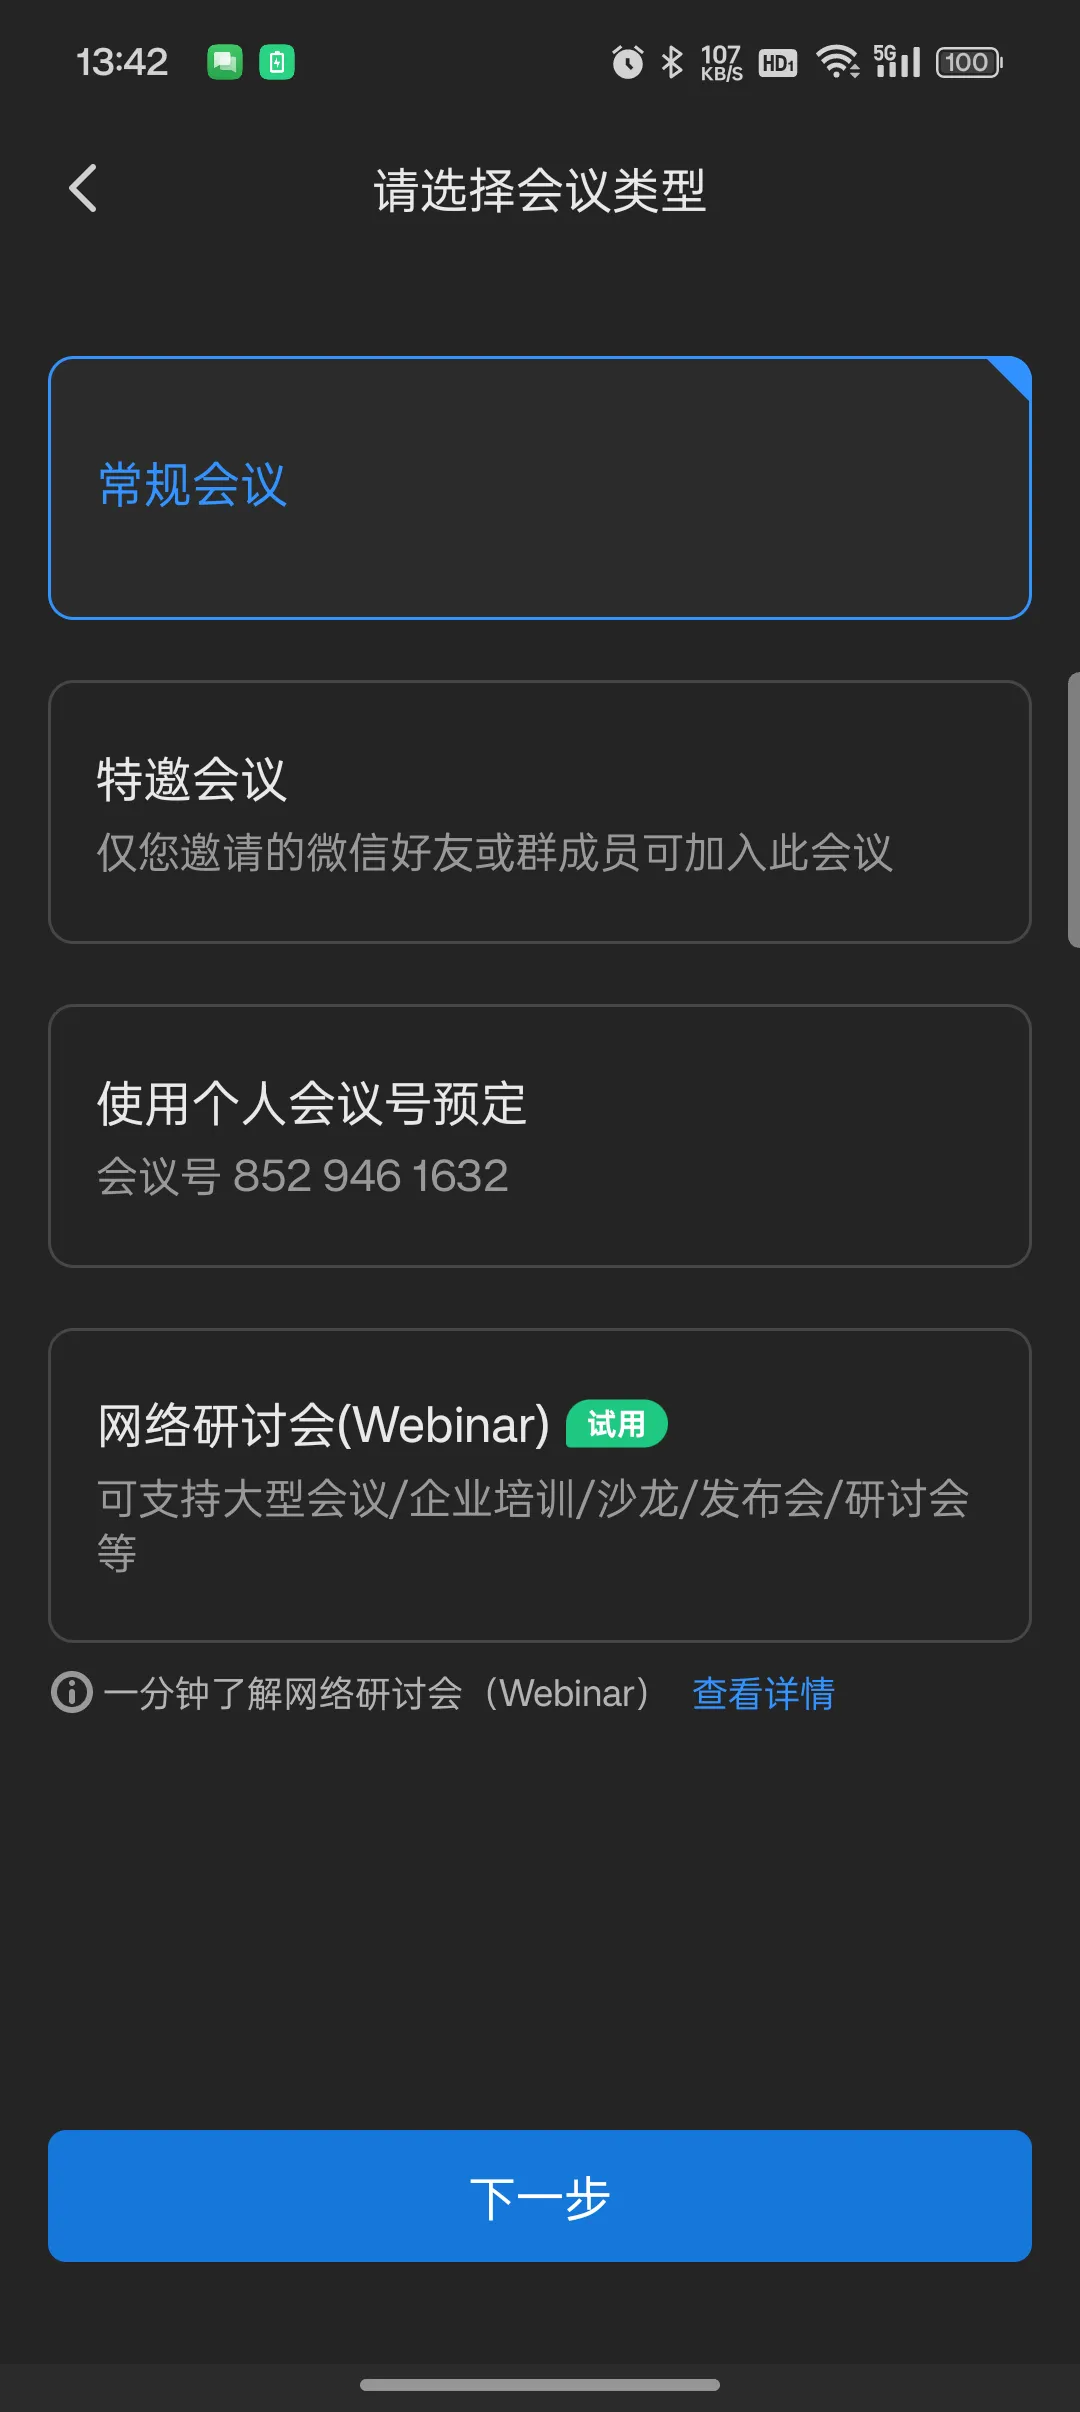 13:42
107 KB/S HD1 5G 100
请选择会议类型
常规会议
特邀会议
仅您邀请的微信好友或群成员可加入此会议
使用个人会议号预定
会议号 852 946 1632
网络研讨会(Webinar) 试用
可支持大型会议/企业培训/沙龙/发布会/研讨会
等
一分钟了解网络研讨会（Webinar） 查看详情
下一步